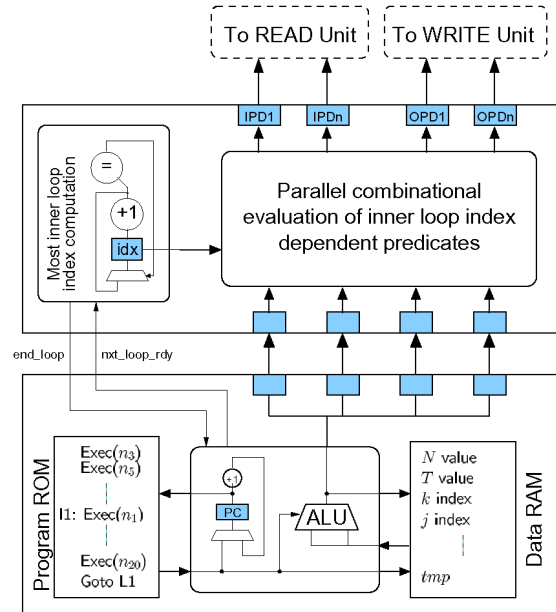 To READ Unit
To WRITE Unit
IPD1
IPDn
OPD1
OPDn
Most inner loop
index computation
=
+1
idx
Parallel combinational
evaluation of inner loop index
dependent predicates
end_loop
nxt_loop_rdy
Program ROM
Exec(n3)
Exec(n5)
l1: Exec(n1)
Exec(n20)
Goto L1
+1
PC
ALU
N value
T value
k index
j index
tmp
Data RAM